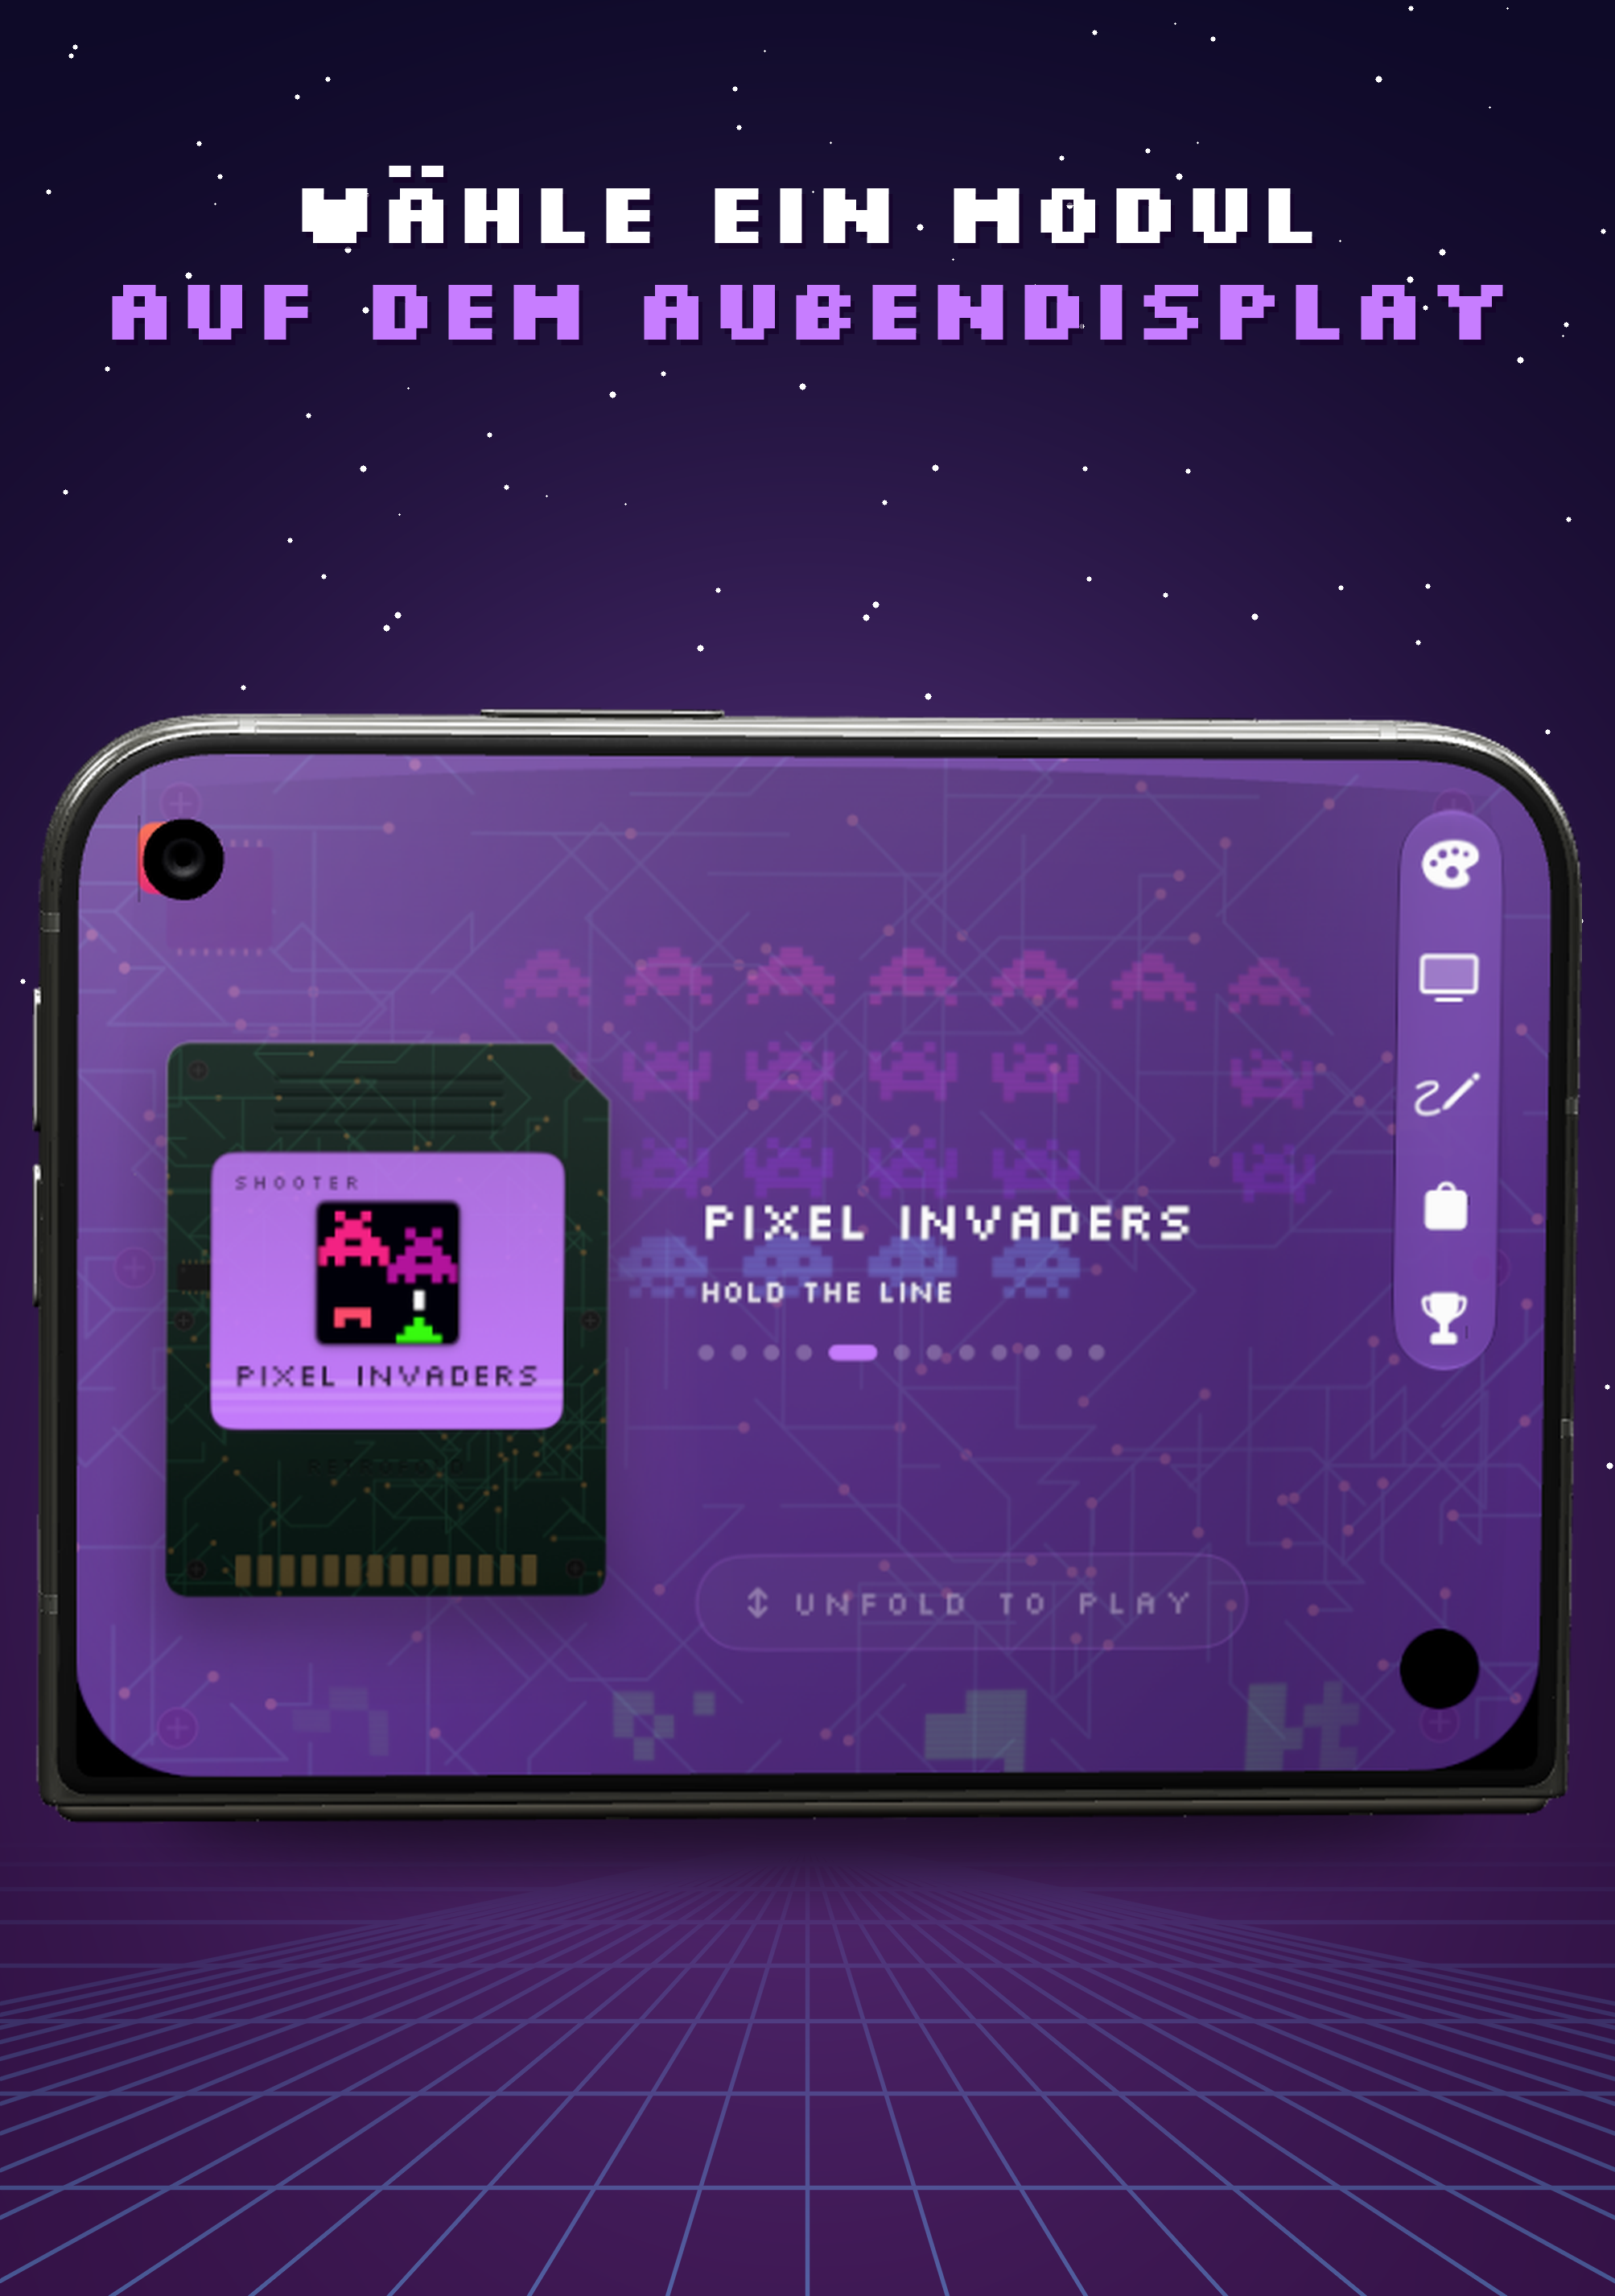 WÄHLE EIN MODUL
AUF DEM AUßENDISPLAY
SHOOTER
PIXEL INVADERS
PIXEL INVADERS
HOLD THE LINE
UNFOLD TO PLAY